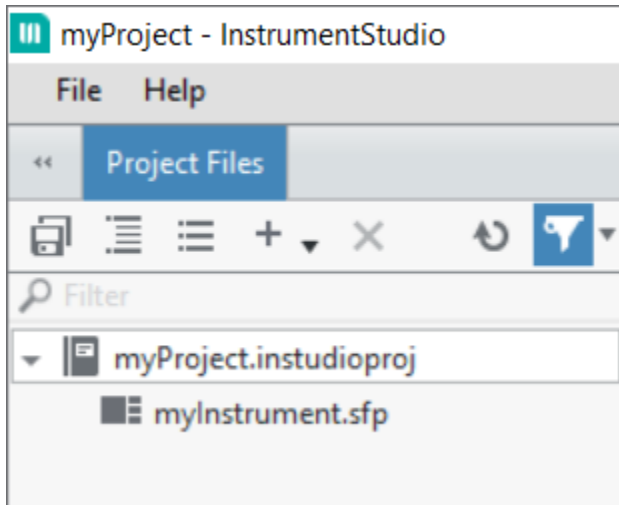 myProject - InstrumentStudio
File Help
Project Files
Filter
myProject.instudioproj
myInstrument.sfp